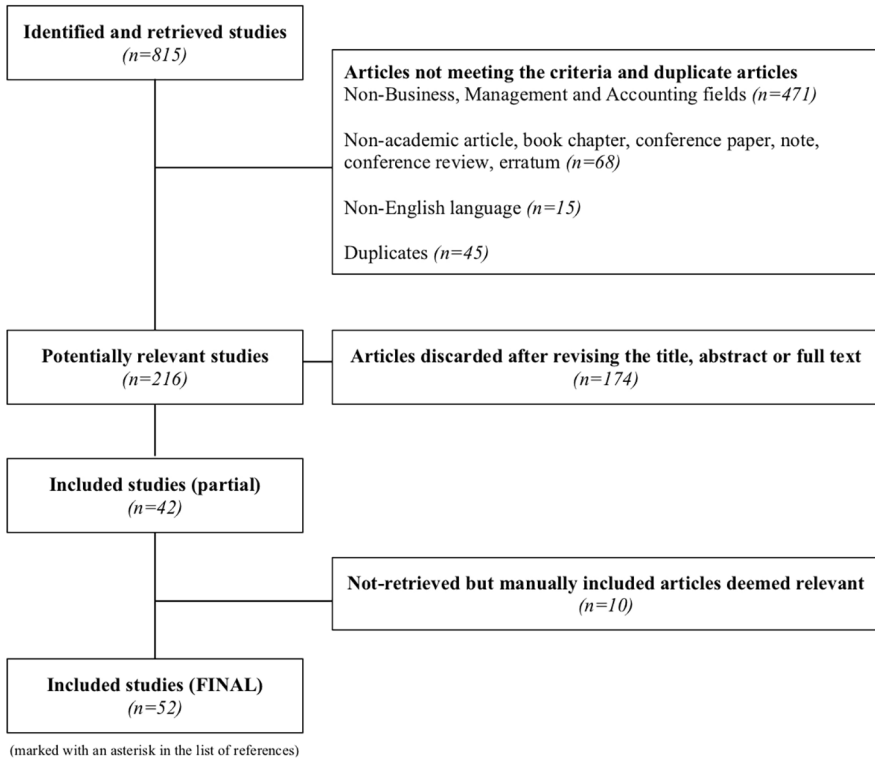 Identified and retrieved studies
(n=815)
Articles not meeting the criteria and duplicate articles
Non-Business, Management and Accounting fields (n=471)
Non-academic article, book chapter, conference paper, note,
conference review, erratum (n=68)
Non-English language (n=15)
Duplicates (n=45)
Potentially relevant studies
(n=216)
Articles discarded after revising the title, abstract or full text
(n=174)
Included studies (partial)
(n=42)
Not-retrieved but manually included articles deemed relevant
(n=10)
Included studies (FINAL)
(n=52)
(marked with an asterisk in the list of references)